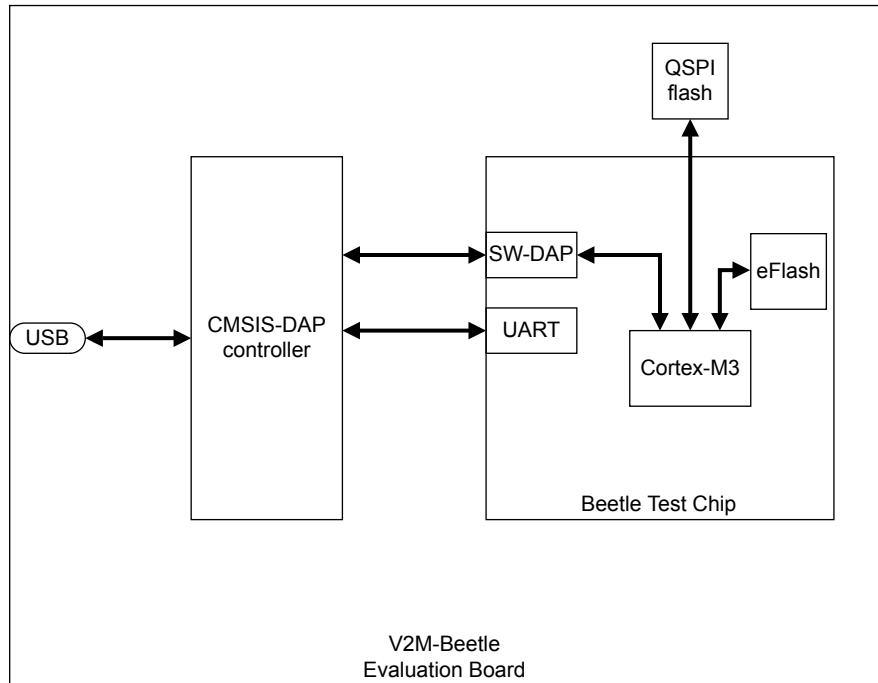 QSPI
flash
SW-DAP
eFlash
USB
CMSIS-DAP
controller
UART
Cortex-M3
Beetle Test Chip
V2M-Beetle
Evaluation Board